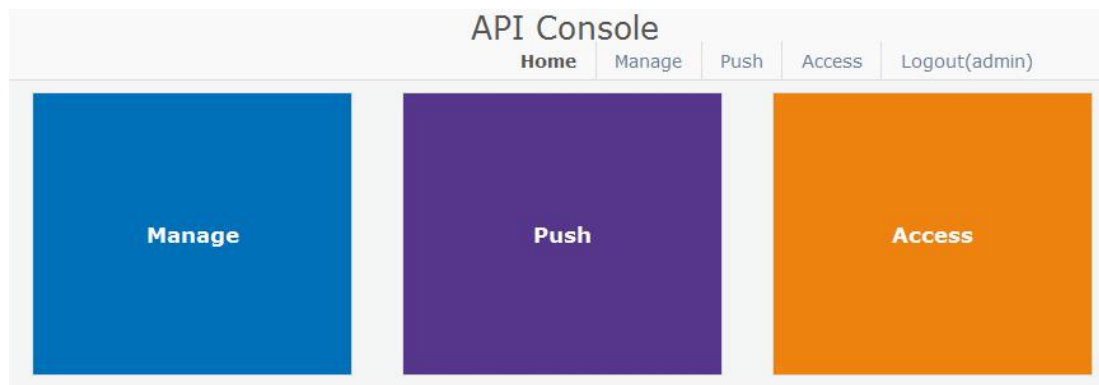 API Console
Home Manage Push Access Logout(admin)
Manage Push Access